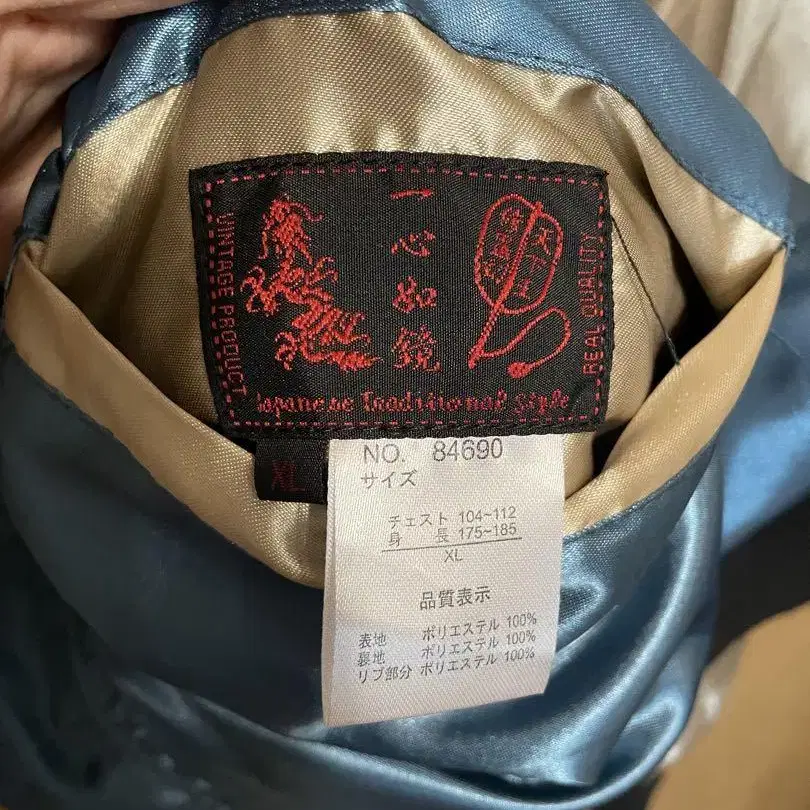 VINTAGE PRODUCT
一心如鏡
REAL QUALITY
Japanese Traditional Style
XL
NO. 84690
サイズ
チェスト 104~112
身 長 175~185
XL
品質表示
表地 ポリエステル 100%
裏地 ポリエステル 100%
リブ部分 ポリエステル 100%